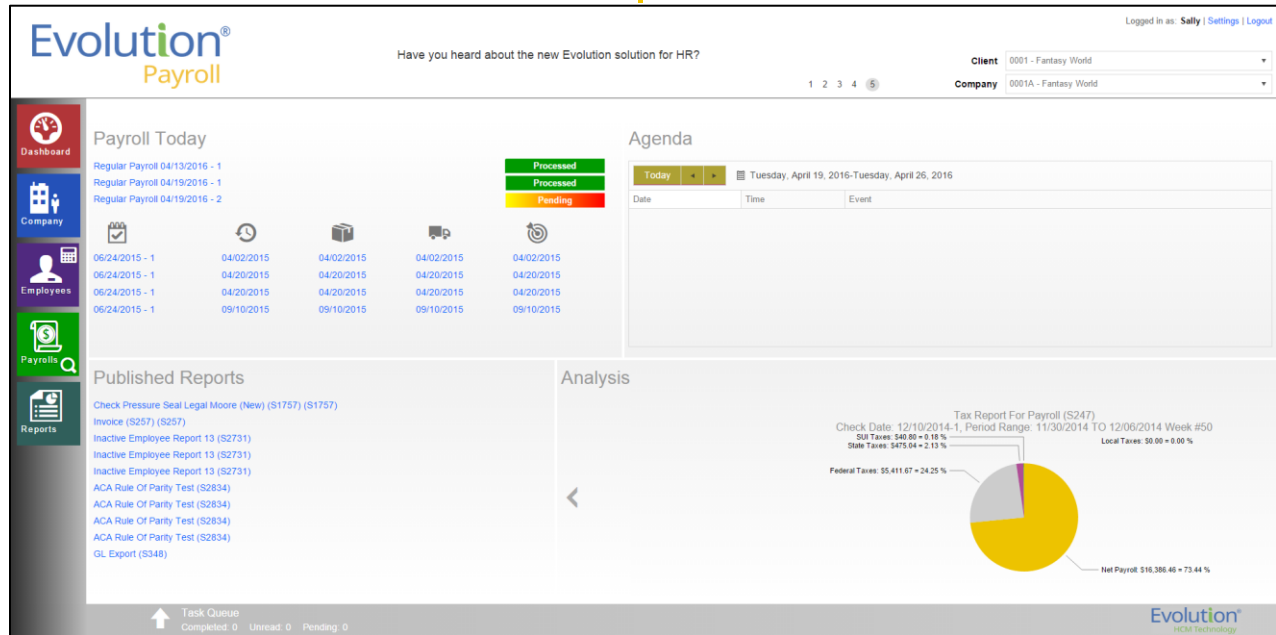 Logged in as: Sally | Settings | Logout
Evolution®
Payroll
Have you heard about the new Evolution solution for HR?
1 2 3 4 5
Client 0001 - Fantasy World
Company 0001A - Fantasy World
Dashboard
Company
Employees
Payrolls
Reports
Payroll Today
Regular Payroll 04/13/2016 - 1 Processed
Regular Payroll 04/19/2016 - 1 Processed
Regular Payroll 04/19/2016 - 2 Pending
06/24/2015 - 1 04/02/2015 04/02/2015 04/02/2015 04/02/2015
06/24/2015 - 1 04/20/2015 04/20/2015 04/20/2015 04/20/2015
06/24/2015 - 1 04/20/2015 04/20/2015 04/20/2015 04/20/2015
06/24/2015 - 1 09/10/2015 09/10/2015 09/10/2015 09/10/2015
Agenda
Today Tuesday, April 19, 2016-Tuesday, April 26, 2016
Date Time Event
Published Reports
Check Pressure Seal Legal Moore (New) (S1757) (S1757)
Invoice (S257) (S257)
Inactive Employee Report 13 (S2731)
Inactive Employee Report 13 (S2731)
Inactive Employee Report 13 (S2731)
ACA Rule Of Parity Test (S2834)
ACA Rule Of Parity Test (S2834)
ACA Rule Of Parity Test (S2834)
ACA Rule Of Parity Test (S2834)
GL Export (S348)
Analysis
Tax Report For Payroll (S247)
Check Date: 12/10/2014-1, Period Range: 11/30/2014 TO 12/06/2014 Week #50
SUI Taxes: $40.80 = 0.18 %
Local Taxes: $0.00 = 0.00 %
State Taxes: $475.04 = 2.13 %
Federal Taxes: $5,411.67 = 24.25 %
Net Payroll: $16,386.46 = 73.44 %
Task Queue
Completed: 0 Unread: 0 Pending: 0
Evolution®
HCM Technology